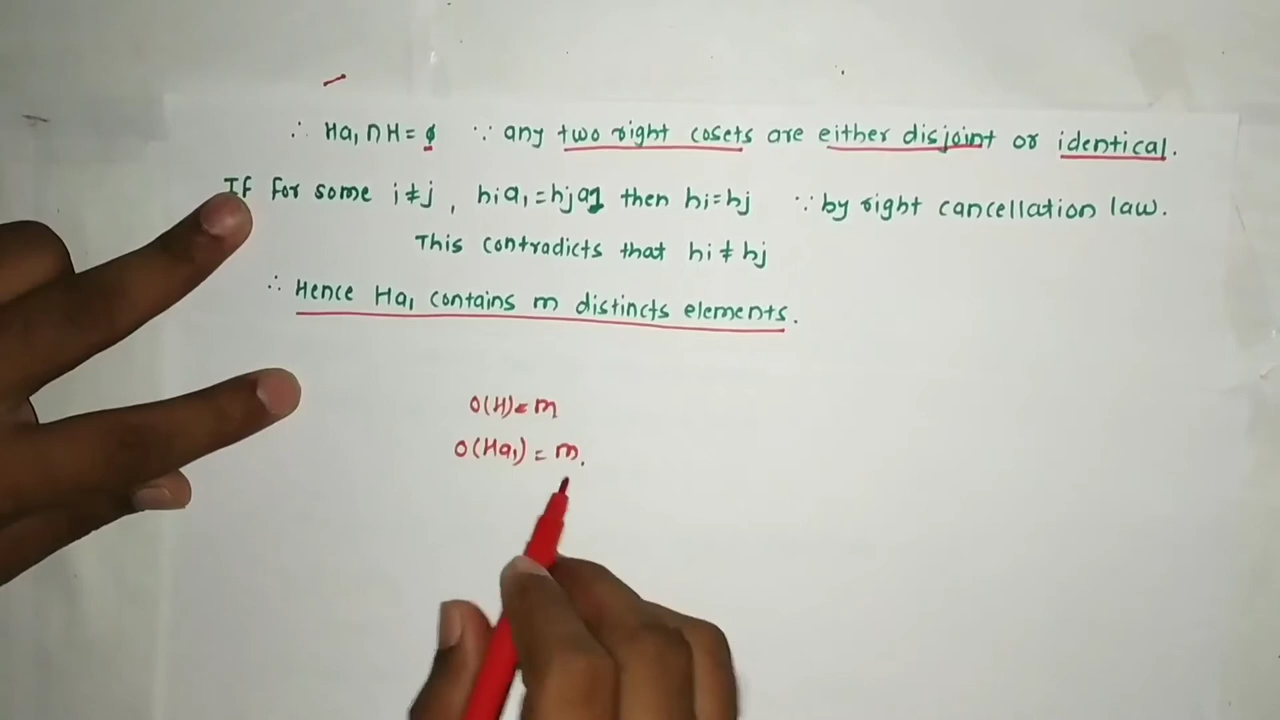 ∴ Ha₁ ∩ H = ϕ ∵ any two right cosets are either disjoint or identical.
If for some i ≠ j, hia₁ = hja1 then hi = hj ∵ by right cancellation law.
This contradicts that hi ≠ hj
∴ Hence Ha₁ contains m distincts elements.
O(H) = m
O(Ha₁) = m.